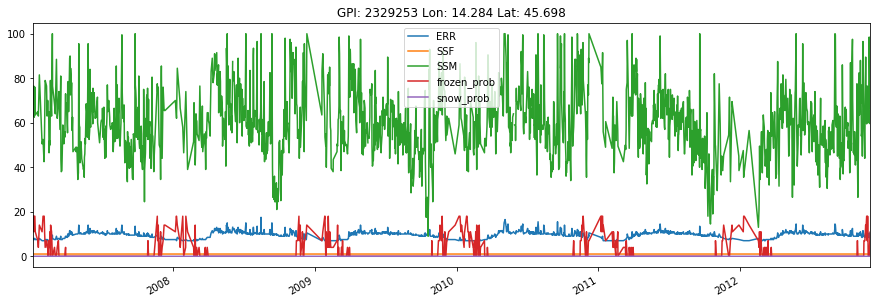 GPI: 2329253 Lon: 14.284 Lat: 45.698
100
80
60
40
20
0
ERR
SSF
SSM
frozen_prob
snow_prob
2008
2009
2010
2011
2012